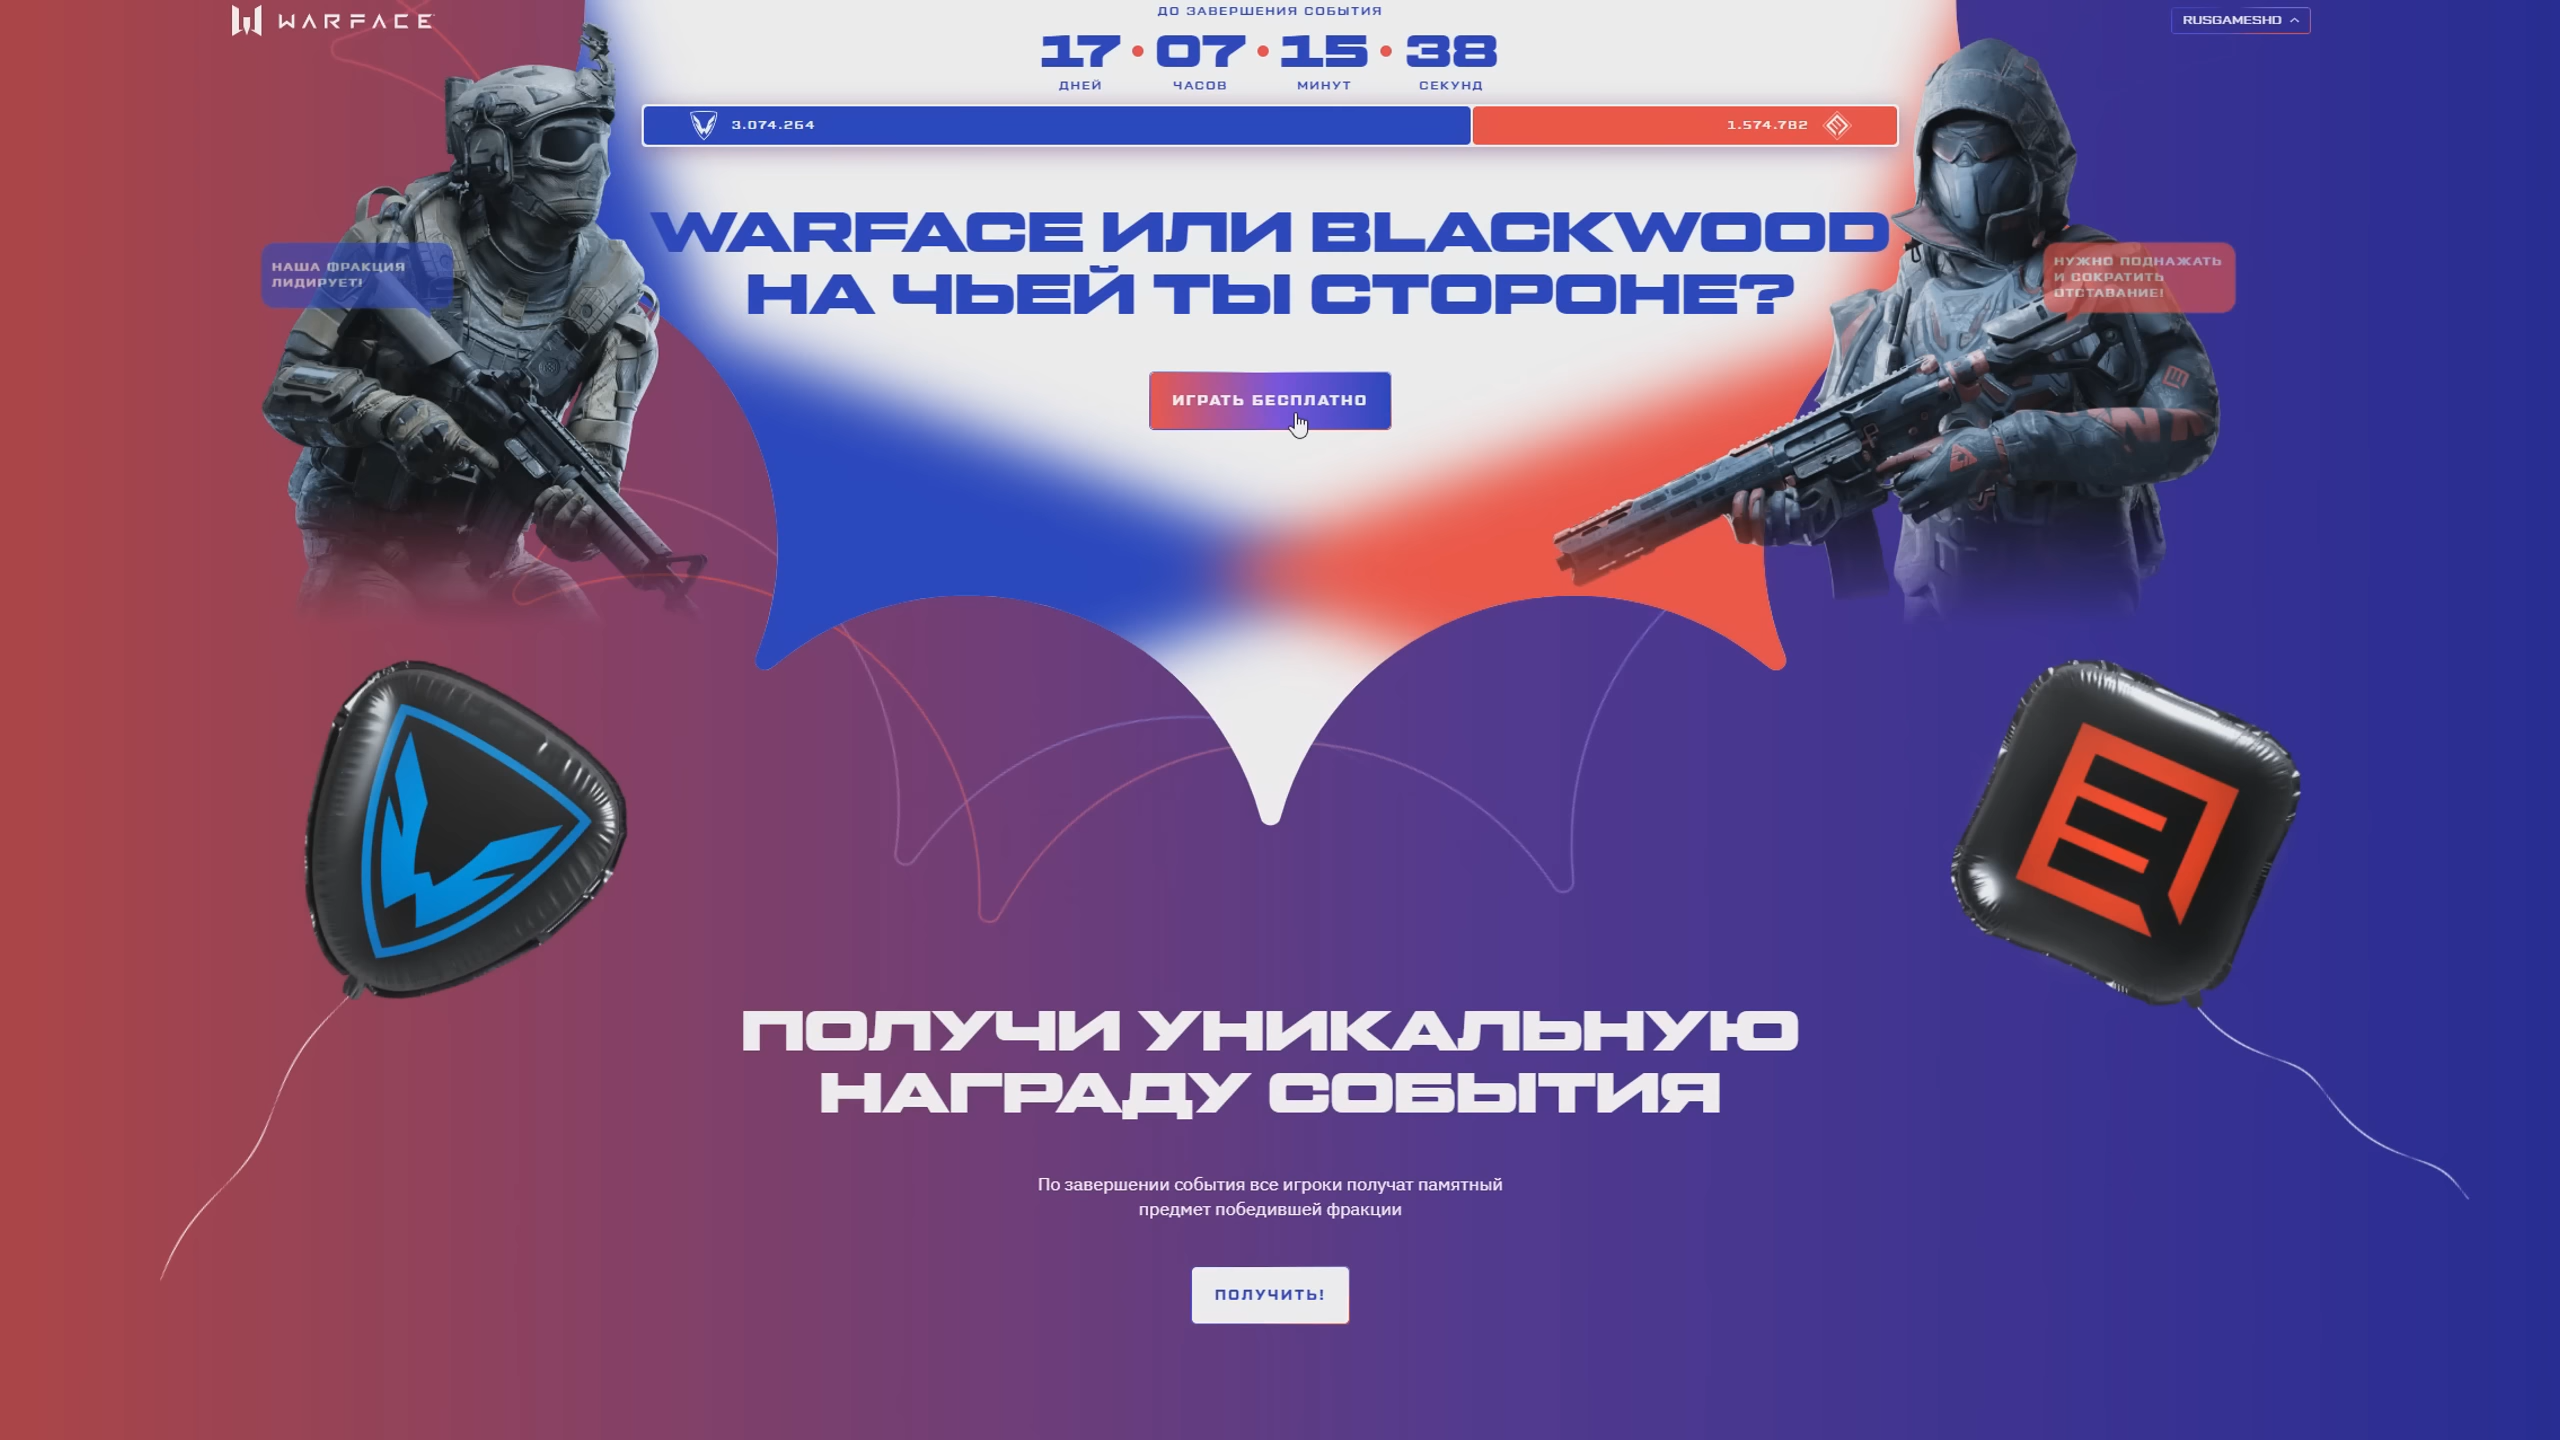 WARFACE
ДО ЗАВЕРШЕНИЯ СОБЫТИЯ
RUSGAMESHD
17 • 07 • 15 • 38
ДНЕЙ ЧАСОВ МИНУТ СЕКУНД
3.074.264
1.574.782
WARFACE ИЛИ BLACKWOOD
НА ЧЬЕЙ ТЫ СТОРОНЕ?
НАША ФРАКЦИЯ
ЛИДИРУЕТ!
НУЖНО ПОДНАЖАТЬ
И СОКРАТИТЬ
ОТСТАВАНИЕ!
ИГРАТЬ БЕСПЛАТНО
ПОЛУЧИ УНИКАЛЬНУЮ
НАГРАДУ СОБЫТИЯ
По завершении события все игроки получат памятный
предмет победившей фракции
ПОЛУЧИТЬ!